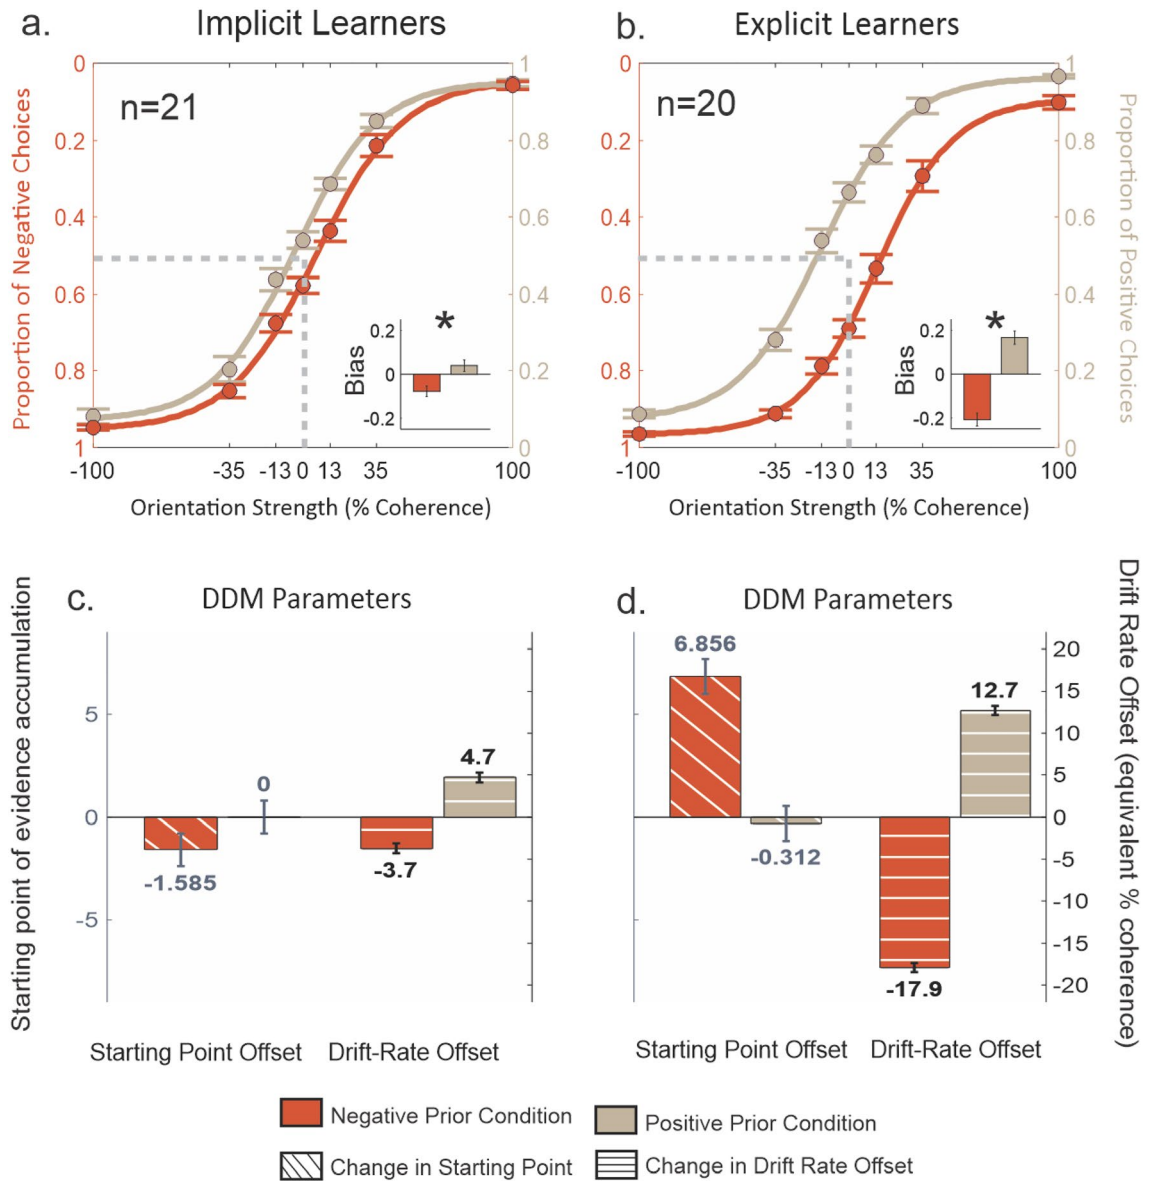 a.
Implicit Learners
b.
Explicit Learners
n=21
n=20
Proportion of Negative Choices
0
0.2
0.4
0.6
0.8
1
1
0.8
0.6
0.4
0.2
0
0
0.2
0.4
0.6
0.8
1
1
0.8
0.6
0.4
0.2
0
Proportion of Positive Choices
*
Bias
0.2
0
-0.2
*
Bias
0.2
0
-0.2
-100 -35 -13 0 13 35 100
-100 -35 -13 0 13 35 100
Orientation Strength (% Coherence)
Orientation Strength (% Coherence)
c.
DDM Parameters
d.
DDM Parameters
Starting point of evidence accumulation
5
0
-5
-1.585
0
-3.7
4.7
6.856
-0.312
-17.9
12.7
20
15
10
5
0
-5
-10
-15
-20
Drift Rate Offset (equivalent % coherence)
Starting Point Offset
Drift-Rate Offset
Starting Point Offset
Drift-Rate Offset
Negative Prior Condition
Positive Prior Condition
Change in Starting Point
Change in Drift Rate Offset